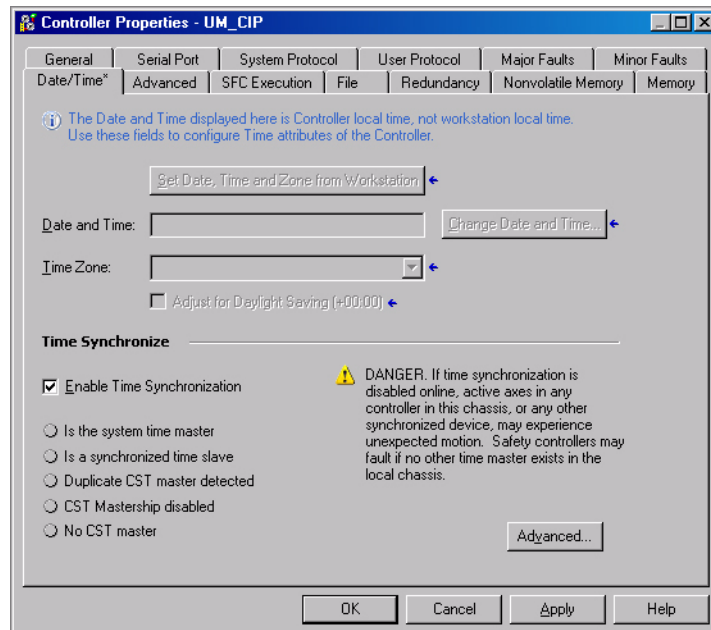 Controller Properties - UM_CIP
General Serial Port System Protocol User Protocol Major Faults Minor Faults
Date/Time* Advanced SFC Execution File Redundancy Nonvolatile Memory Memory
The Date and Time displayed here is Controller local time, not workstation local time.
Use these fields to configure Time attributes of the Controller.
Set Date, Time and Zone from Workstation
Date and Time: Change Date and Time...
Time Zone:
Adjust for Daylight Saving (+00:00)
Time Synchronize
Enable Time Synchronization
Is the system time master
Is a synchronized time slave
Duplicate CST master detected
CST Mastership disabled
No CST master
DANGER. If time synchronization is
disabled online, active axes in any
controller in this chassis, or any other
synchronized device, may experience
unexpected motion. Safety controllers may
fault if no other time master exists in the
local chassis.
Advanced...
OK Cancel Apply Help